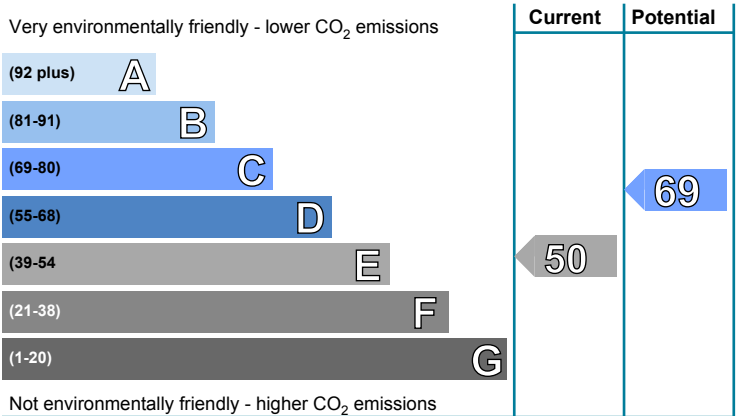 Very environmentally friendly - lower CO₂ emissions
Current
Potential
(92 plus) A
(81-91) B
(69-80) C
69
(55-68) D
(39-54 E
50
(21-38) F
(1-20) G
Not environmentally friendly - higher CO₂ emissions